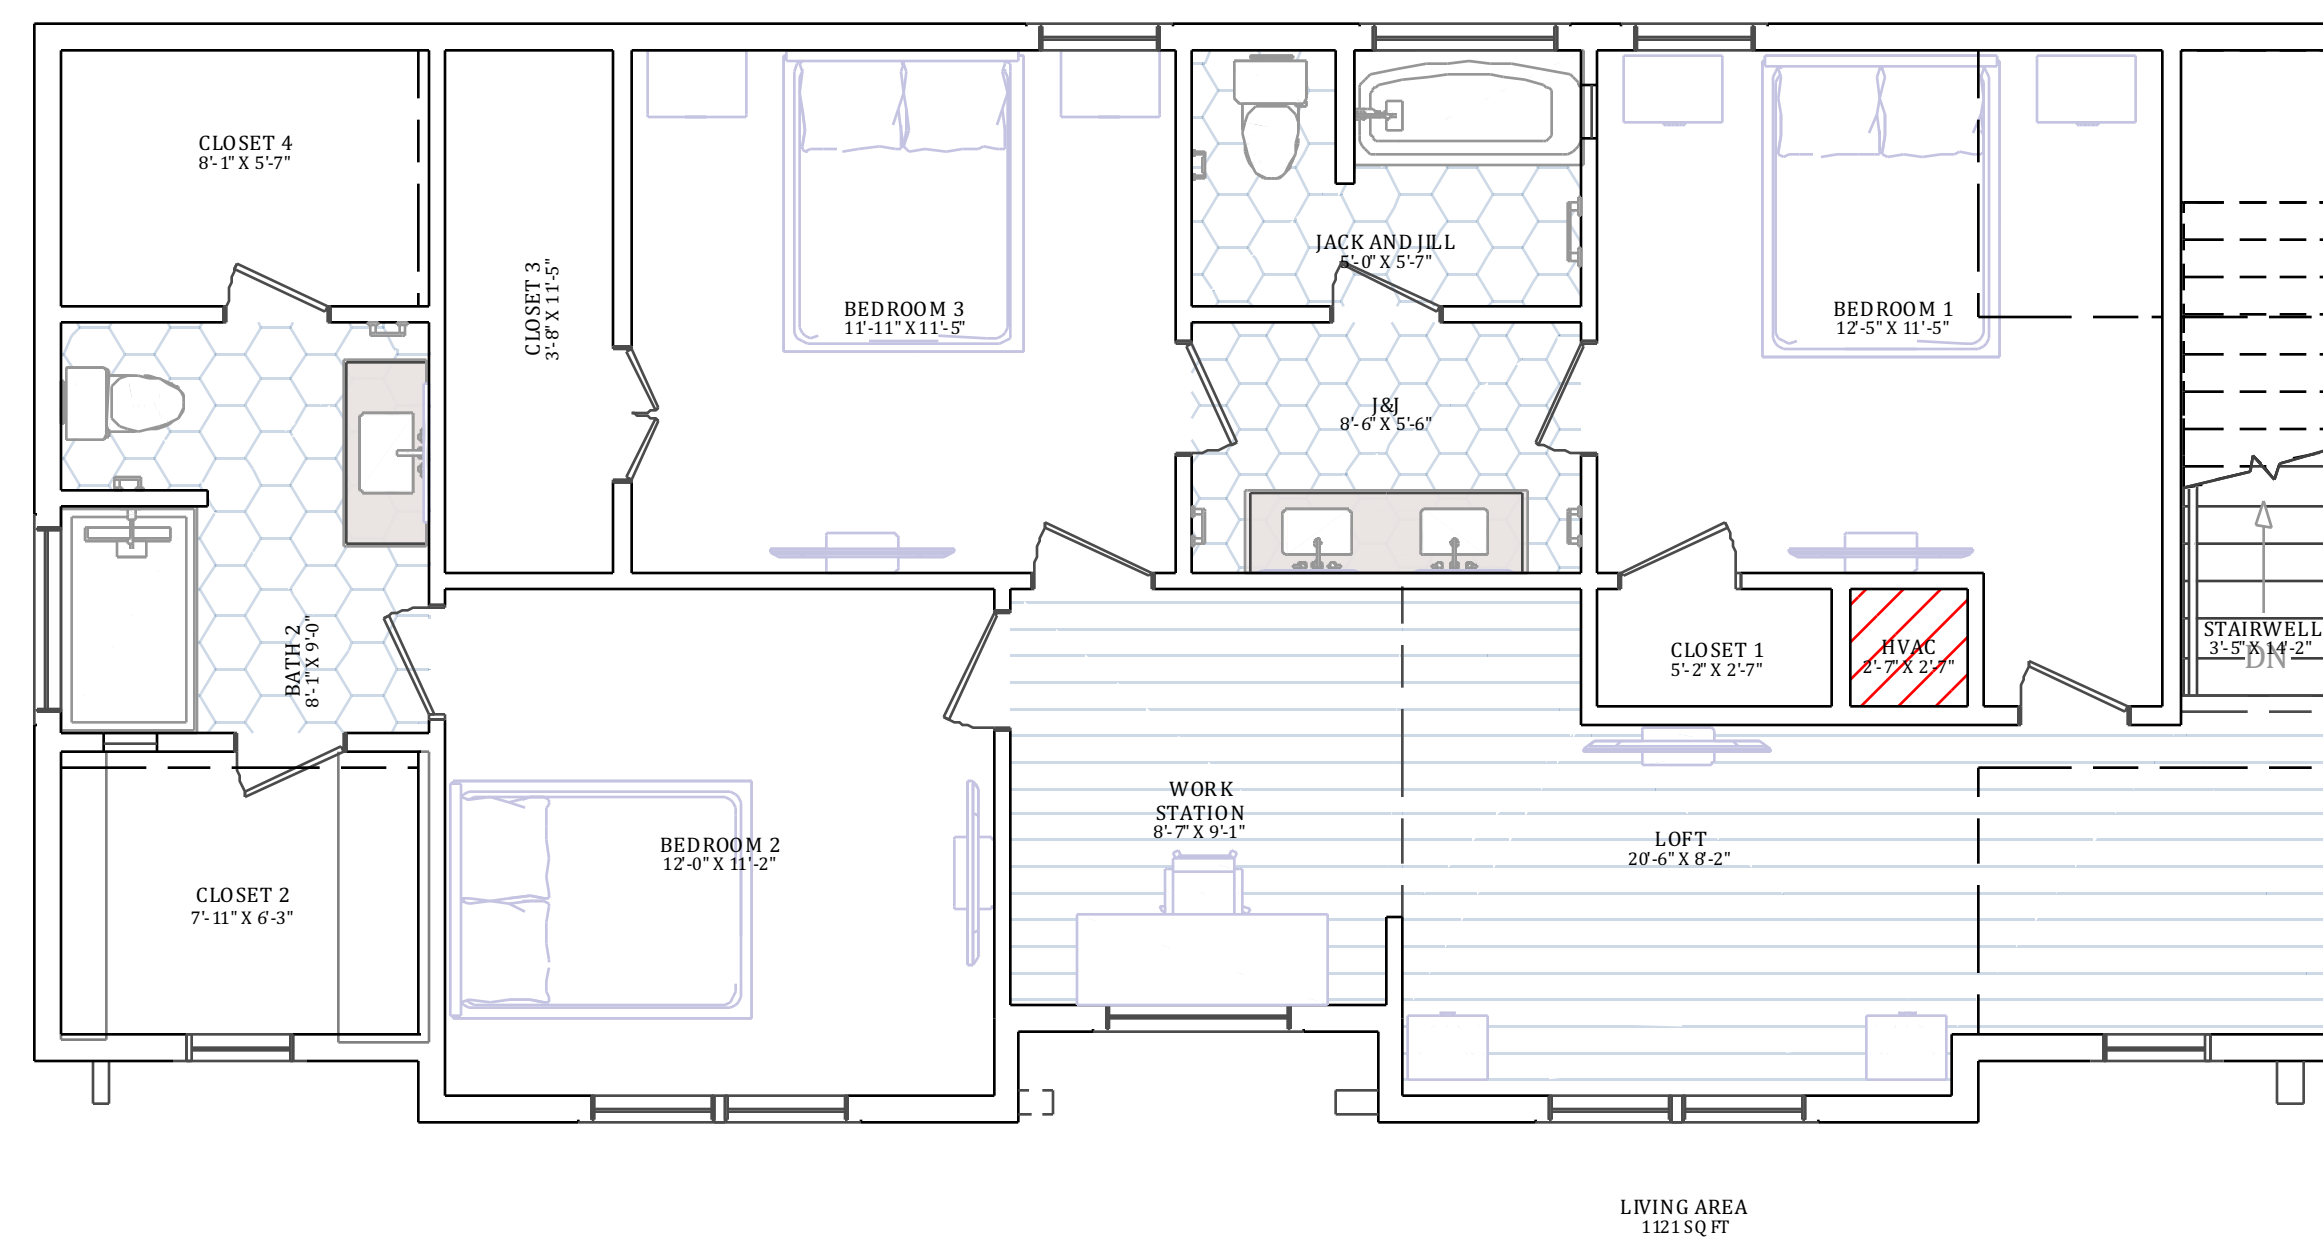 CLOSET 4
8'-1" X 5'-7"
CLOSET 3
3'-8" X 11'-5"
BEDROOM 3
11'-11" X 11'-5"
JACK AND JILL
5'-0" X 5'-7"
BEDROOM 1
12'-5" X 11'-5"
J&J
8'-6" X 5'-6"
BATH 2
8'-1" X 9'-0"
CLOSET 1
5'-2" X 2'-7"
HVAC
2'-7" X 2'-7"
STAIRWELL
3'-5" X 14'-2"
DN
WORK
STATION
8'-7" X 9'-1"
BEDROOM 2
12'-0" X 11'-2"
LOFT
20'-6" X 8'-2"
CLOSET 2
7'-11" X 6'-3"
LIVING AREA
1121 SQ FT